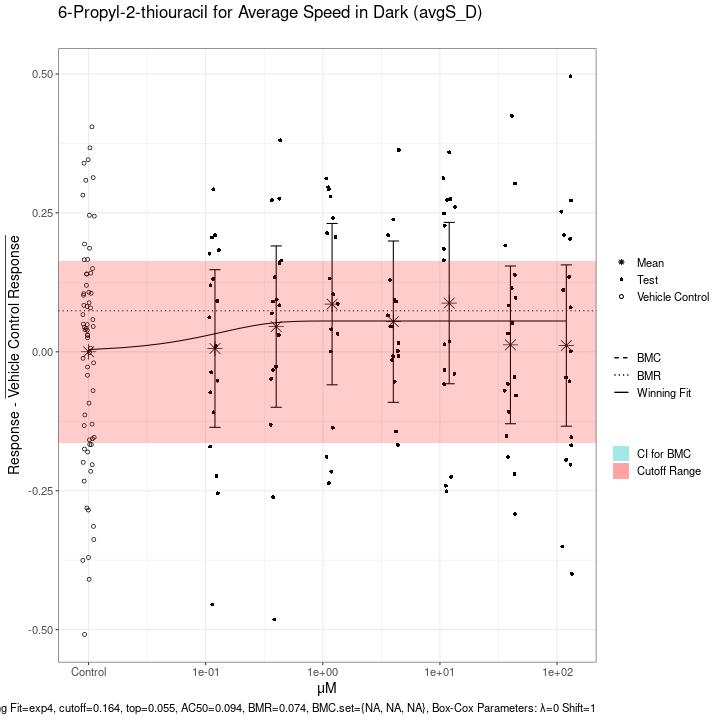 6-Propyl-2-thiouracil for Average Speed in Dark (avgS_D)
Response - Vehicle Control Response
0.50
0.25
0.00
-0.25
-0.50
Control
1e-01
1e+00
1e+01
1e+02
µM
Mean
Test
Vehicle Control
BMC
BMR
Winning Fit
CI for BMC
Cutoff Range
g Fit=exp4, cutoff=0.164, top=0.055, AC50=0.094, BMR=0.074, BMC.set={NA, NA, NA}, Box-Cox Parameters: λ=0 Shift=1